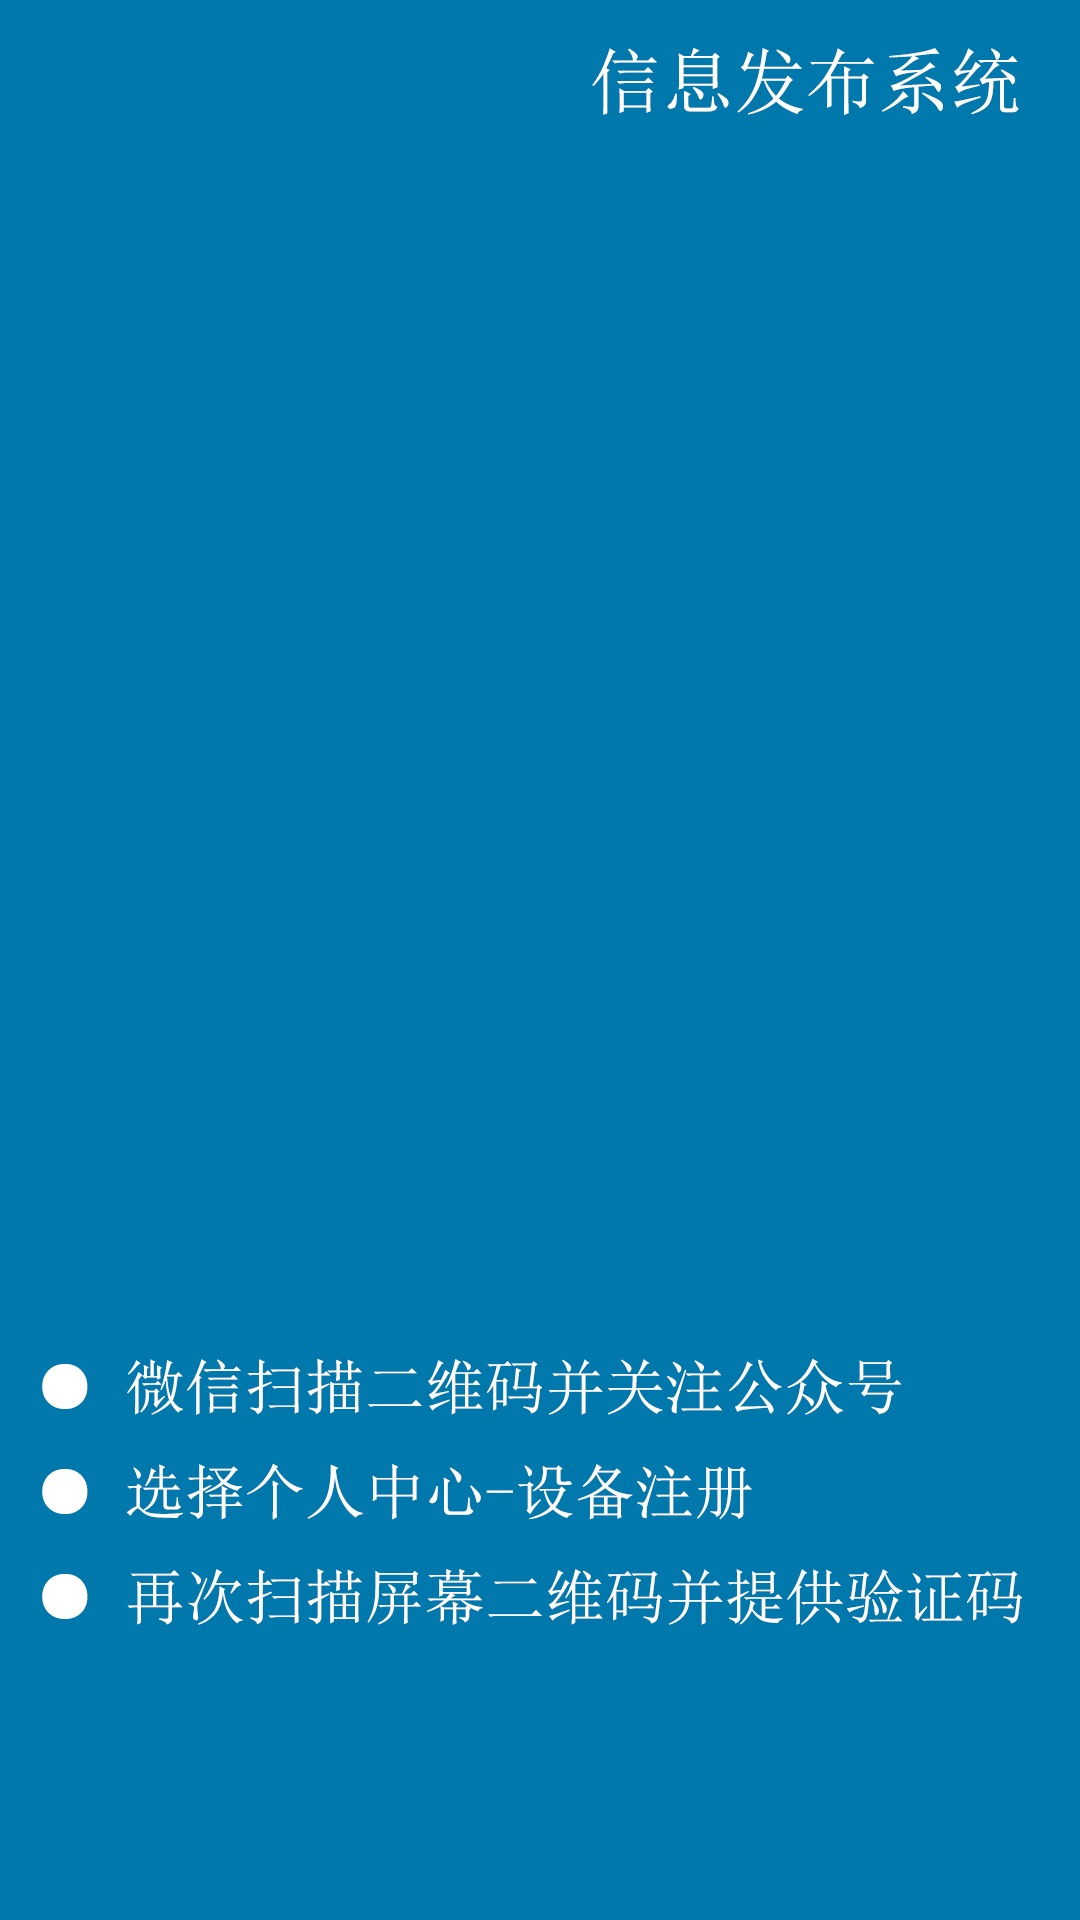 信息发布系统
● 微信扫描二维码并关注公众号
● 选择个人中心-设备注册
● 再次扫描屏幕二维码并提供验证码